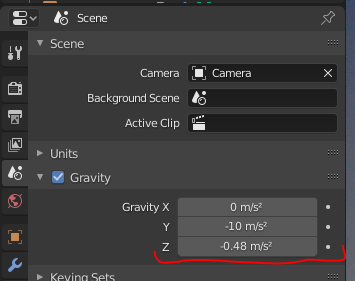 Scene
Scene
Camera Camera
Background Scene
Active Clip
Units
Gravity
Gravity X 0 m/s²
Y -10 m/s²
Z -0.48 m/s²
Keying Sets